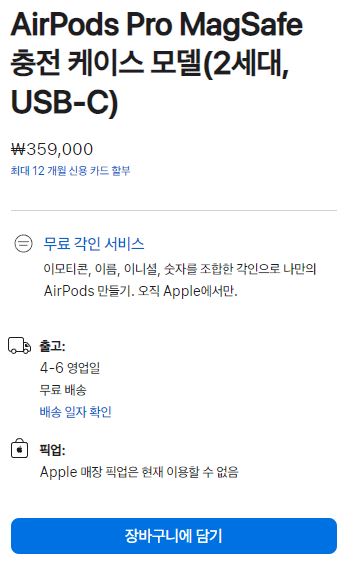 AirPods Pro MagSafe
충전 케이스 모델(2세대,
USB-C)
₩359,000
최대 12 개월 신용 카드 할부
무료 각인 서비스
이모티콘, 이름, 이니셜, 숫자를 조합한 각인으로 나만의
AirPods 만들기. 오직 Apple에서만.
출고:
4-6 영업일
무료 배송
배송 일자 확인
픽업:
Apple 매장 픽업은 현재 이용할 수 없음
장바구니에 담기